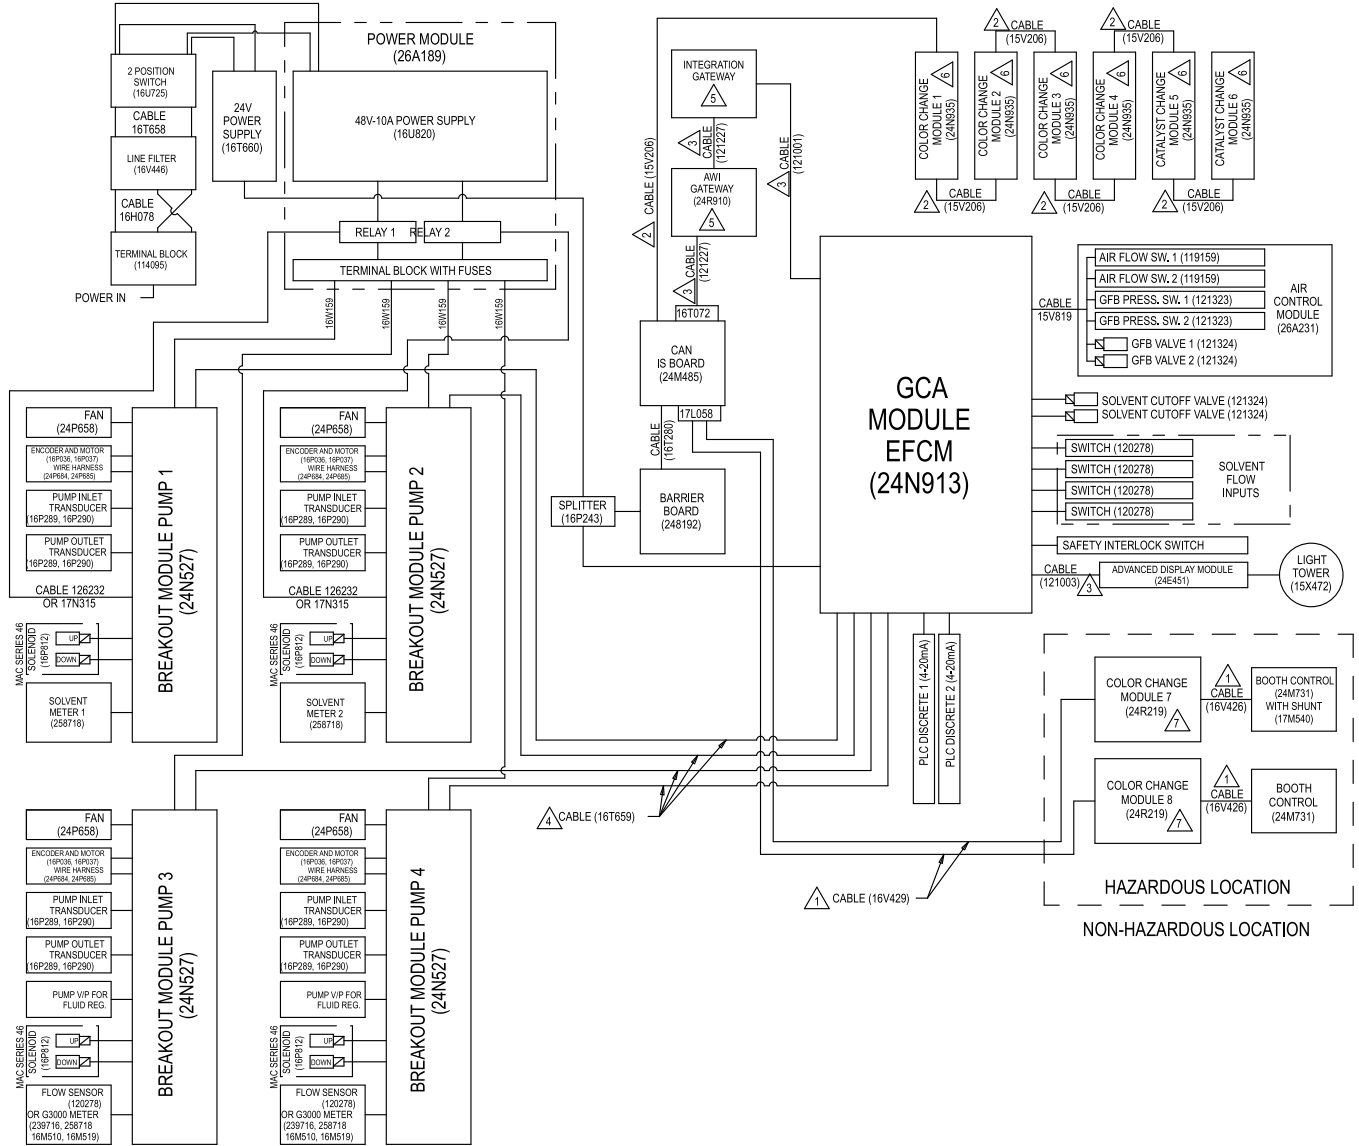 2 POSITION
SWITCH
(16U725)
CABLE
16T658
LINE FILTER
(16V446)
CABLE
16H078
TERMINAL BLOCK
(114095)
POWER IN
24V
POWER
SUPPLY
(16T660)
POWER MODULE
(26A189)
48V-10A POWER SUPPLY
(16U820)
RELAY 1
RELAY 2
TERMINAL BLOCK WITH FUSES
16W159
16W159
16W159
16W159
FAN
(24P658)
ENCODER AND MOTOR
(16P036, 16P037)
WIRE HARNESS
(24P684, 24P685)
PUMP INLET
TRANSDUCER
(16P289, 16P290)
PUMP OUTLET
TRANSDUCER
(16P289, 16P290)
CABLE 126232
OR 17N315
MAC SERIES 46
SOLENOID
(16P812)
UP
DOWN
SOLVENT
METER 1
(258718)
BREAKOUT MODULE PUMP 1
(24N527)
FAN
(24P658)
ENCODER AND MOTOR
(16P036, 16P037)
WIRE HARNESS
(24P684, 24P685)
PUMP INLET
TRANSDUCER
(16P289, 16P290)
PUMP OUTLET
TRANSDUCER
(16P289, 16P290)
CABLE 126232
OR 17N315
MAC SERIES 46
SOLENOID
(16P812)
UP
DOWN
SOLVENT
METER 2
(258718)
BREAKOUT MODULE PUMP 2
(24N527)
FAN
(24P658)
ENCODER AND MOTOR
(16P036, 16P037)
WIRE HARNESS
(24P684, 24P685)
PUMP INLET
TRANSDUCER
(16P289, 16P290)
PUMP OUTLET
TRANSDUCER
(16P289, 16P290)
PUMP V/P FOR
FLUID REG.
MAC SERIES 46
SOLENOID
(16P812)
UP
DOWN
FLOW SENSOR
(120278)
OR G3000 METER
(239716, 258718
16M510, 16M519)
BREAKOUT MODULE PUMP 3
(24N527)
FAN
(24P658)
ENCODER AND MOTOR
(16P036, 16P037)
WIRE HARNESS
(24P684, 24P685)
PUMP INLET
TRANSDUCER
(16P289, 16P290)
PUMP OUTLET
TRANSDUCER
(16P289, 16P290)
PUMP V/P FOR
FLUID REG.
MAC SERIES 46
SOLENOID
(16P812)
UP
DOWN
FLOW SENSOR
(120278)
OR G3000 METER
(239716, 258718
16M510, 16M519)
BREAKOUT MODULE PUMP 4
(24N527)
INTEGRATION
GATEWAY
5
3
CABLE
(121227)
AWI
GATEWAY
(24R910)
5
3
CABLE
(121227)
2
CABLE (15V206)
3
CABLE
(121001)
16T072
CAN
IS BOARD
(24M485)
17L058
CABLE
(16T280)
BARRIER
BOARD
(248192)
SPLITTER
(16P243)
GCA
MODULE
EFCM
(24N913)
COLOR CHANGE
MODULE 1
(24N935)
6
COLOR CHANGE
MODULE 2
(24N935)
6
COLOR CHANGE
MODULE 3
(24N935)
6
COLOR CHANGE
MODULE 4
(24N935)
6
CATALYST CHANGE
MODULE 5
(24N935)
6
CATALYST CHANGE
MODULE 6
(24N935)
6
2
CABLE
(15V206)
2
CABLE
(15V206)
2
CABLE
(15V206)
2
CABLE
(15V206)
2
CABLE
(15V206)
CABLE
15V819
AIR FLOW SW. 1 (119159)
AIR FLOW SW. 2 (119159)
GFB PRESS. SW. 1 (121323)
GFB PRESS. SW. 2 (121323)
GFB VALVE 1 (121324)
GFB VALVE 2 (121324)
AIR
CONTROL
MODULE
(26A231)
SOLVENT CUTOFF VALVE (121324)
SOLVENT CUTOFF VALVE (121324)
SWITCH (120278)
SWITCH (120278)
SWITCH (120278)
SWITCH (120278)
SOLVENT
FLOW
INPUTS
SAFETY INTERLOCK SWITCH
CABLE
(121003)
3
ADVANCED DISPLAY MODULE
(24E451)
LIGHT
TOWER
(15X472)
PLC DISCRETE 1 (4-20mA)
PLC DISCRETE 2 (4-20mA)
COLOR CHANGE
MODULE 7
(24R219)
7
1
CABLE
(16V426)
BOOTH CONTROL
(24M731)
WITH SHUNT
(17M540)
COLOR CHANGE
MODULE 8
(24R219)
7
1
CABLE
(16V426)
BOOTH
CONTROL
(24M731)
HAZARDOUS LOCATION
NON-HAZARDOUS LOCATION
4
CABLE (16T659)
1
CABLE (16V429)